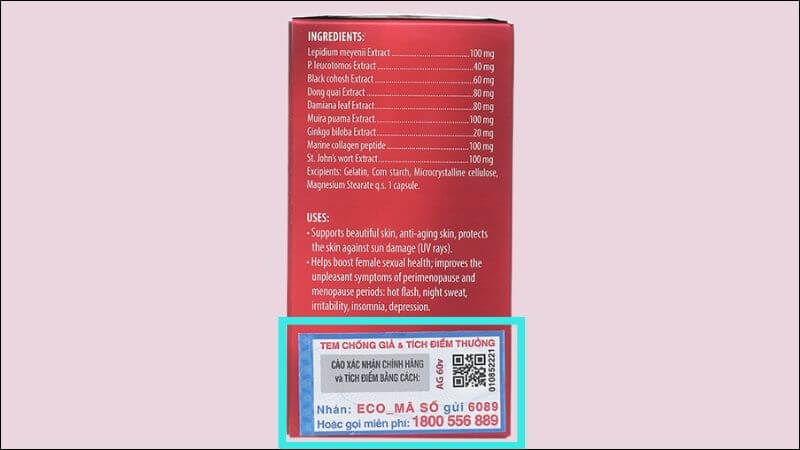 INGREDIENTS:
Lepidium meyenii Extract ........ 100 mg
P. leucotomos Extract ........ 40 mg
Black cohosh Extract ........ 60 mg
Dong quai Extract ........ 80 mg
Damiana leaf Extract ........ 80 mg
Muira puama Extract ........ 100 mg
Ginkgo biloba Extract ........ 20 mg
Marine collagen peptide ........ 100 mg
St. John's wort Extract ........ 100 mg
Excipients: Gelatin, Corn starch, Microcrystalline cellulose,
Magnesium Stearate q.s. 1 capsule.
USES:
• Supports beautiful skin, anti-aging skin, protects
the skin against sun damage (UV rays).
• Helps boost female sexual health; improves the
unpleasant symptoms of perimenopause and
menopause periods: hot flash, night sweat,
irritability, insomnia, depression.
TEM CHỐNG GIẢ & TÍCH ĐIỂM THƯỞNG
CÀO XÁC NHẬN CHÍNH HÃNG
và TÍCH ĐIỂM BẰNG CÁCH:
AG 60v
010852221
Nhắn: ECO_MÃ SỐ gửi 6089
Hoặc gọi miễn phí: 1800 556 889